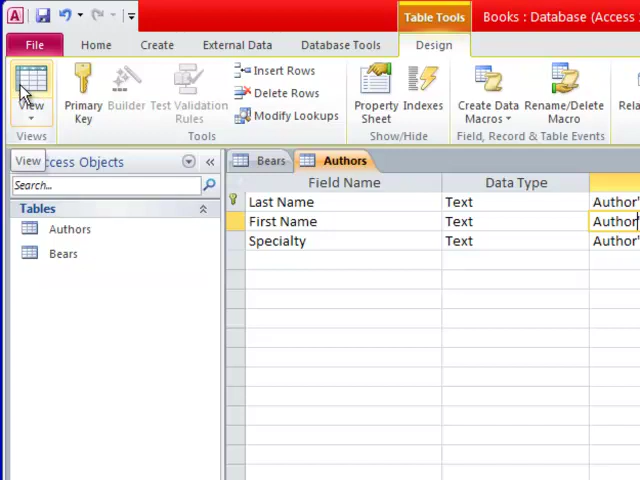 Table Tools
Books : Database (Access
File
Home
Create
External Data
Database Tools
Design
View
Primary Key
Builder
Test Validation Rules
Insert Rows
Delete Rows
Modify Lookups
Property Sheet
Indexes
Create Data Macros
Rename/Delete Macro
Views
Tools
Show/Hide
Field, Record & Table Events
View
ccess Objects
Bears
Authors
Search...
Tables
Authors
Bears
Field Name
Data Type
Last Name
Text
Author'
First Name
Text
Author
Specialty
Text
Author'